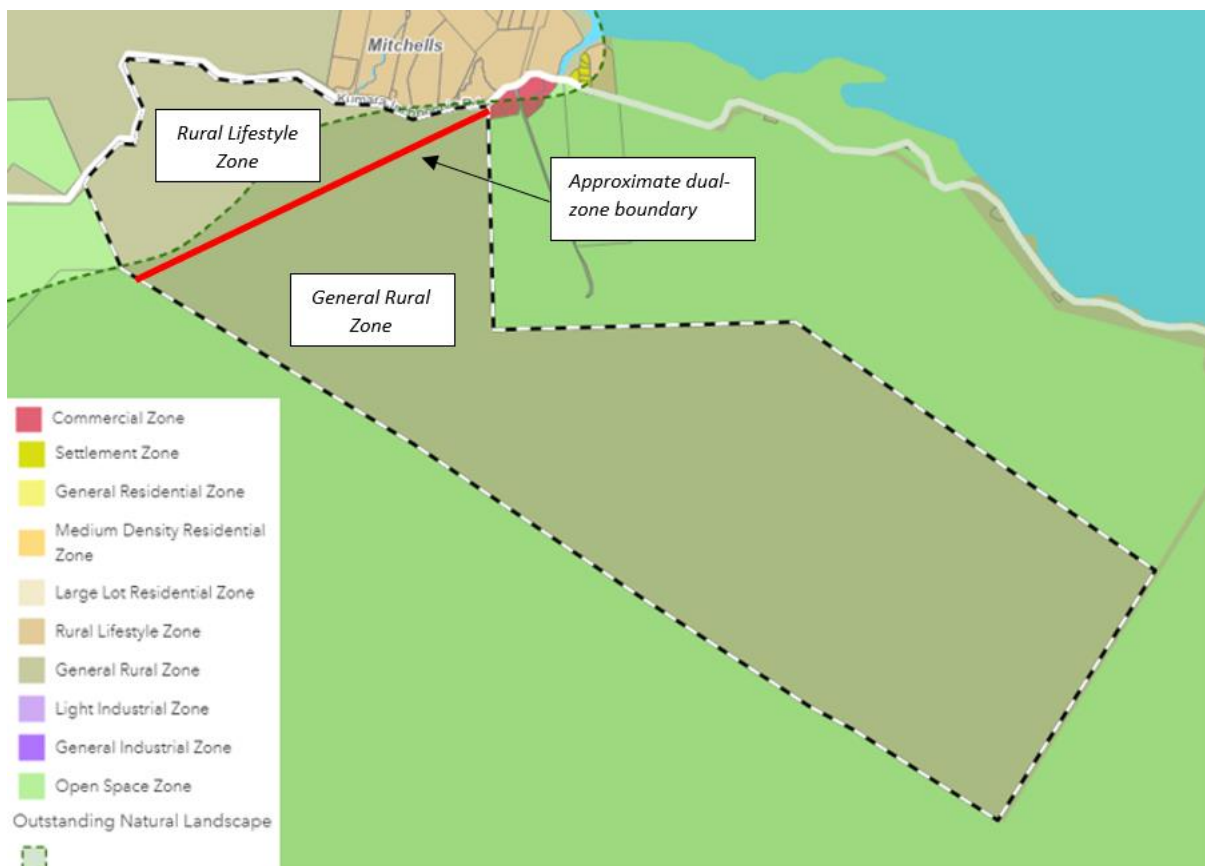 Mitchells
Kumara
Rural Lifestyle
Zone
Approximate dual-
zone boundary
General Rural
Zone
Commercial Zone
Settlement Zone
General Residential Zone
Medium Density Residential
Zone
Large Lot Residential Zone
Rural Lifestyle Zone
General Rural Zone
Light Industrial Zone
General Industrial Zone
Open Space Zone
Outstanding Natural Landscape